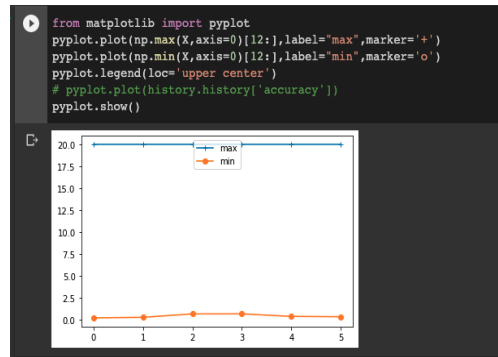 from matplotlib import pyplot
pyplot.plot(np.max(X,axis=0)[12:],label="max",marker='+')
pyplot.plot(np.min(X,axis=0)[12:],label="min",marker='o')
pyplot.legend(loc='upper center')
# pyplot.plot(history.history['accuracy'])
pyplot.show()
20.0
max
min
17.5
15.0
12.5
10.0
7.5
5.0
2.5
0.0
0 1 2 3 4 5